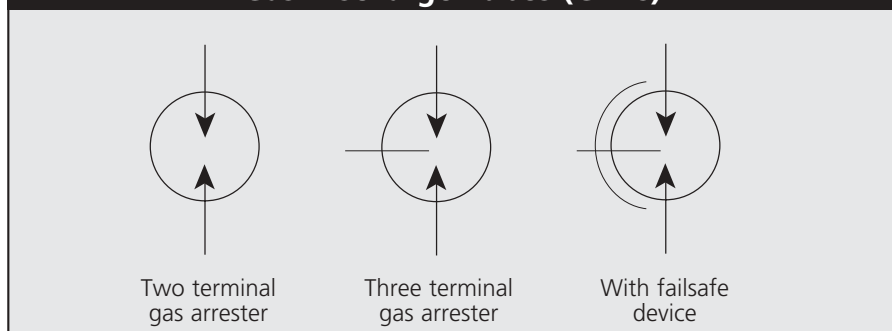 Two terminal
gas arrester
Three terminal
gas arrester
With failsafe
device